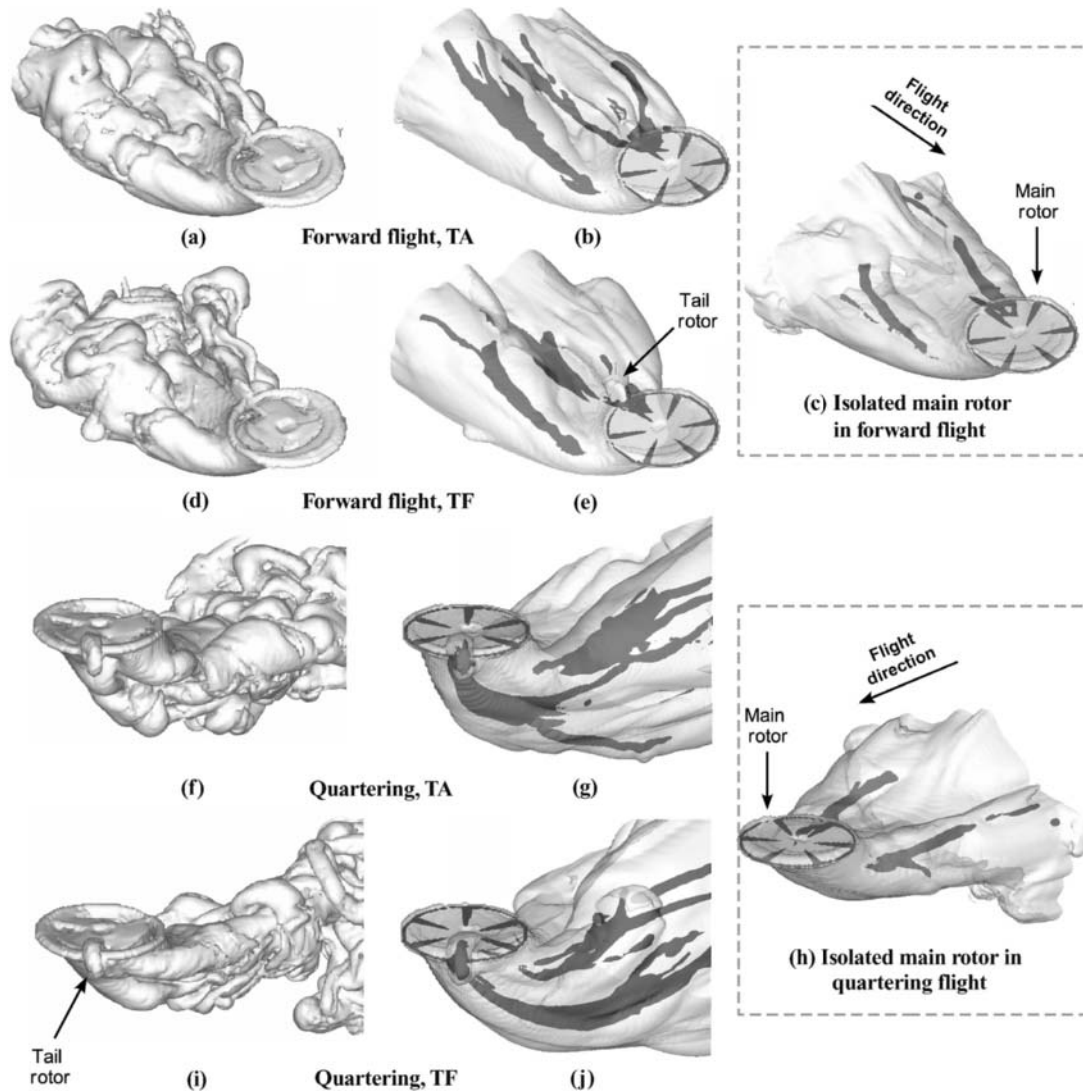 Y
(a) Forward flight, TA (b)
Flight
direction
Main
rotor
(c) Isolated main rotor
in forward flight
Tail
rotor
(d) Forward flight, TF (e)
(f) Quartering, TA (g)
Flight
direction
Main
rotor
(h) Isolated main rotor in
quartering flight
Tail
rotor
(i) Quartering, TF (j)